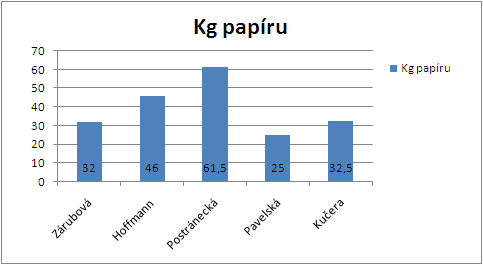 Kg papíru
70
60
50
40
30
20
10
0
32
46
61,5
25
32,5
Zárubová
Hoffmann
Postránecká
Pavelská
Kučera
Kg papíru